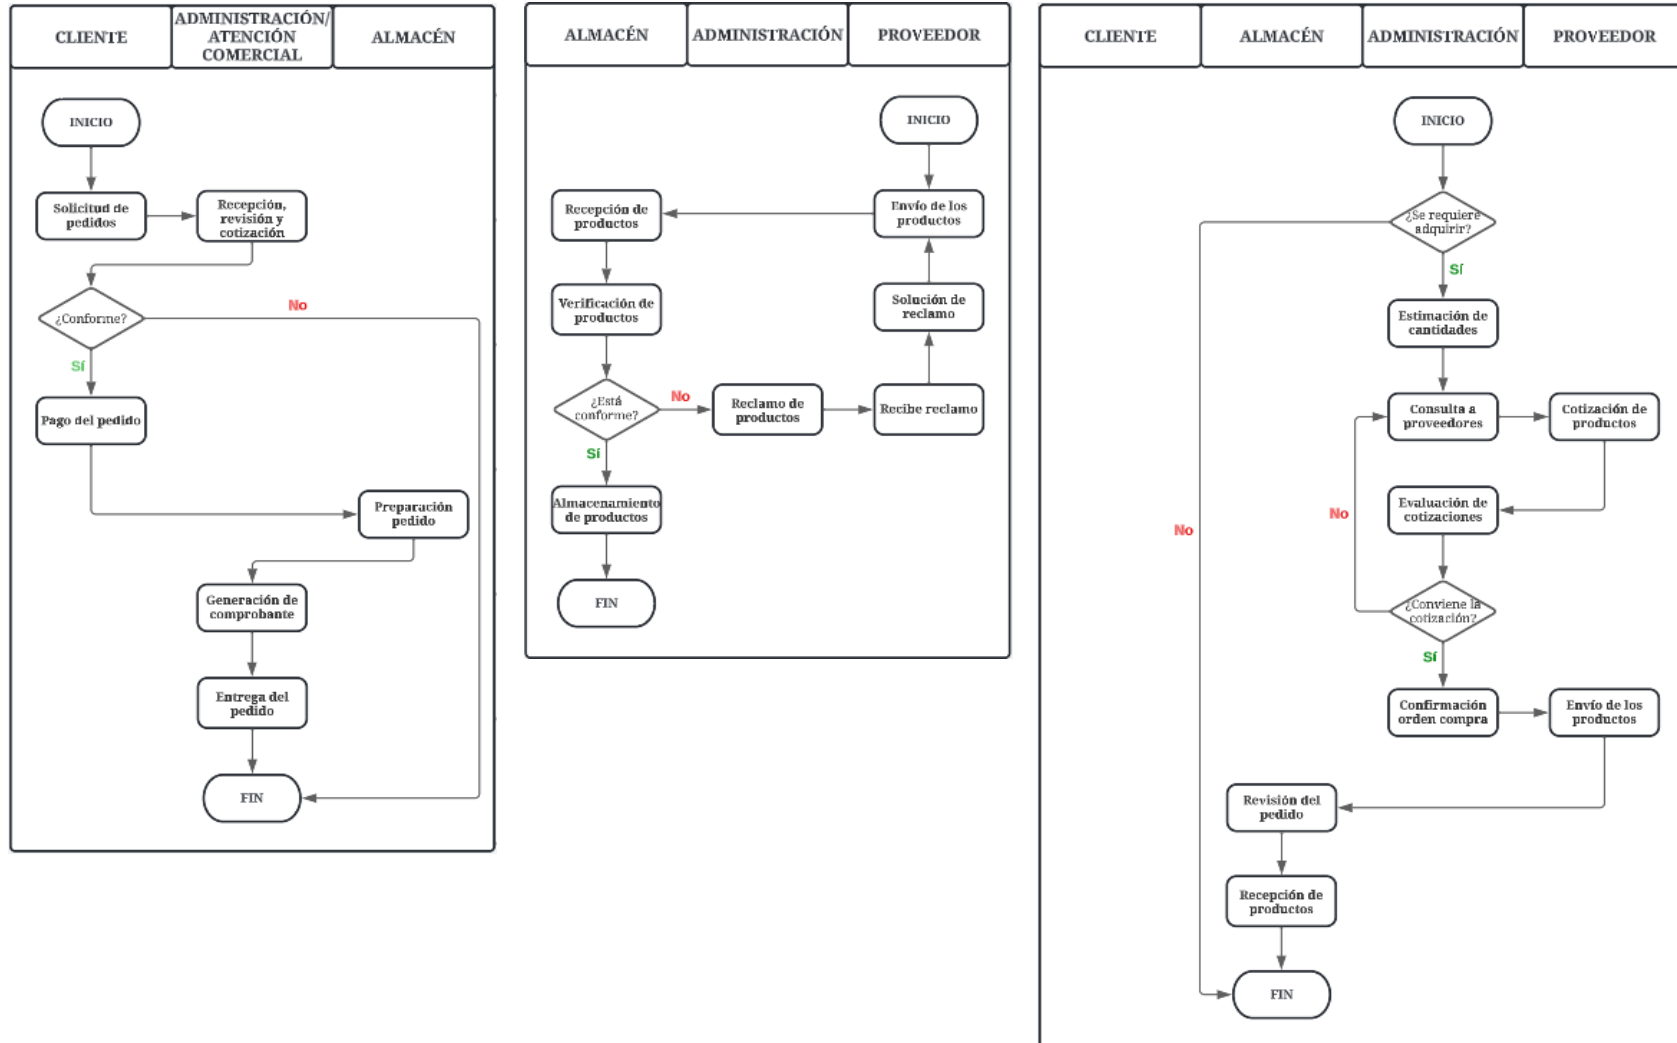 CLIENTE
ADMINISTRACIÓN/
ATENCIÓN
COMERCIAL
ALMACÉN
INICIO
Solicitud de
pedidos
Recepción,
revisión y
cotización
¿Conforme?
No
Sí
Pago del pedido
Preparación
pedido
Generación de
comprobante
Entrega del
pedido
FIN
ALMACÉN
ADMINISTRACIÓN
PROVEEDOR
INICIO
Envío de los
productos
Recepción de
productos
Verificación de
productos
Solución de
reclamo
¿Está
conforme?
No
Reclamo de
productos
Recibe reclamo
Sí
Almacenamiento
de productos
FIN
CLIENTE
ALMACÉN
ADMINISTRACIÓN
PROVEEDOR
INICIO
¿Se requiere
adquirir?
Sí
Estimación de
cantidades
Consulta a
proveedores
Cotización de
productos
Evaluación de
cotizaciones
No
No
¿Conviene la
cotización?
Sí
Confirmación
orden compra
Envío de los
productos
Revisión del
pedido
Recepción de
productos
FIN